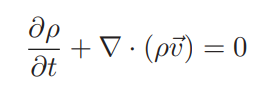 ∂ρ/∂t + ∇ · (ρv⃗) = 0